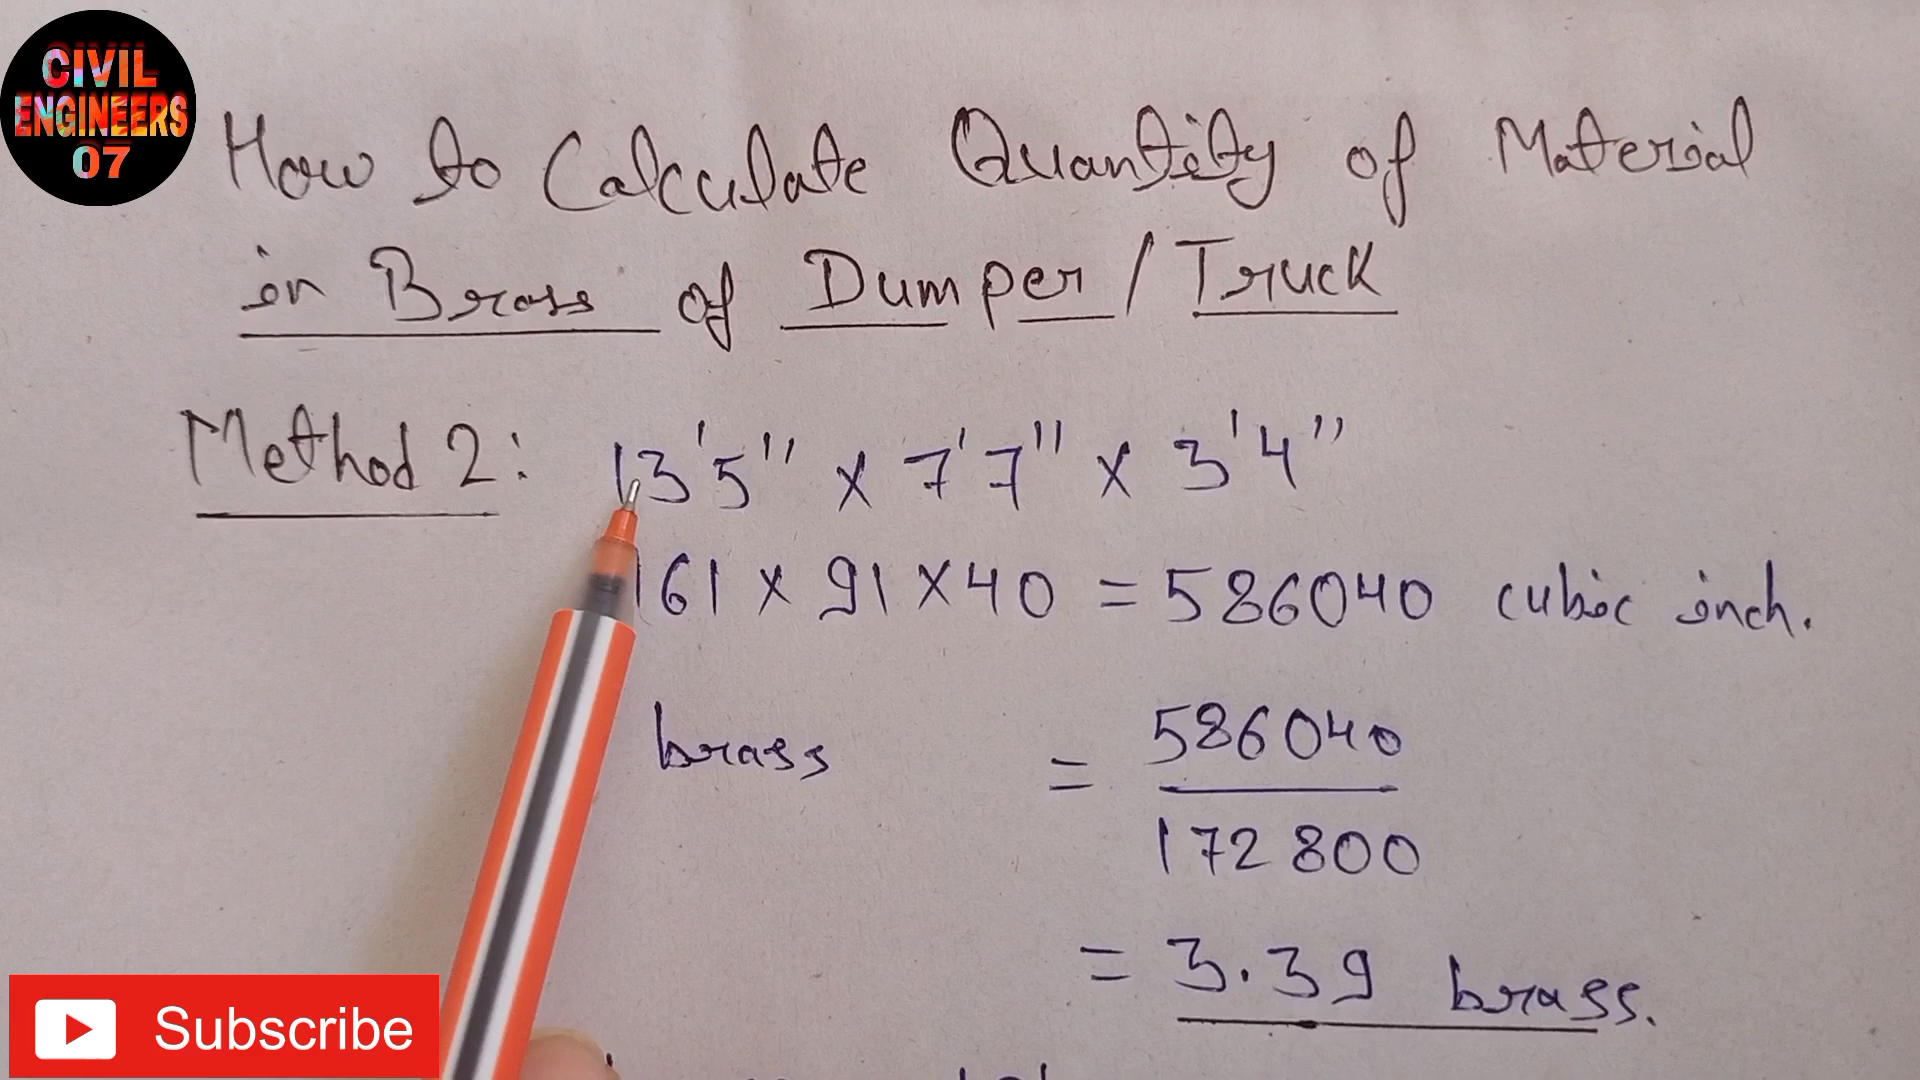 CIVIL
ENGINEERS
07
How to Calculate Quantity of Material
in Brass of Dumper / Truck
Method 2: 13'5" x 7'7" x 3'4"
161 x 91 x 40 = 586040 cubic inch.
brass = 586040
172800
= 3.39 brass.
Subscribe